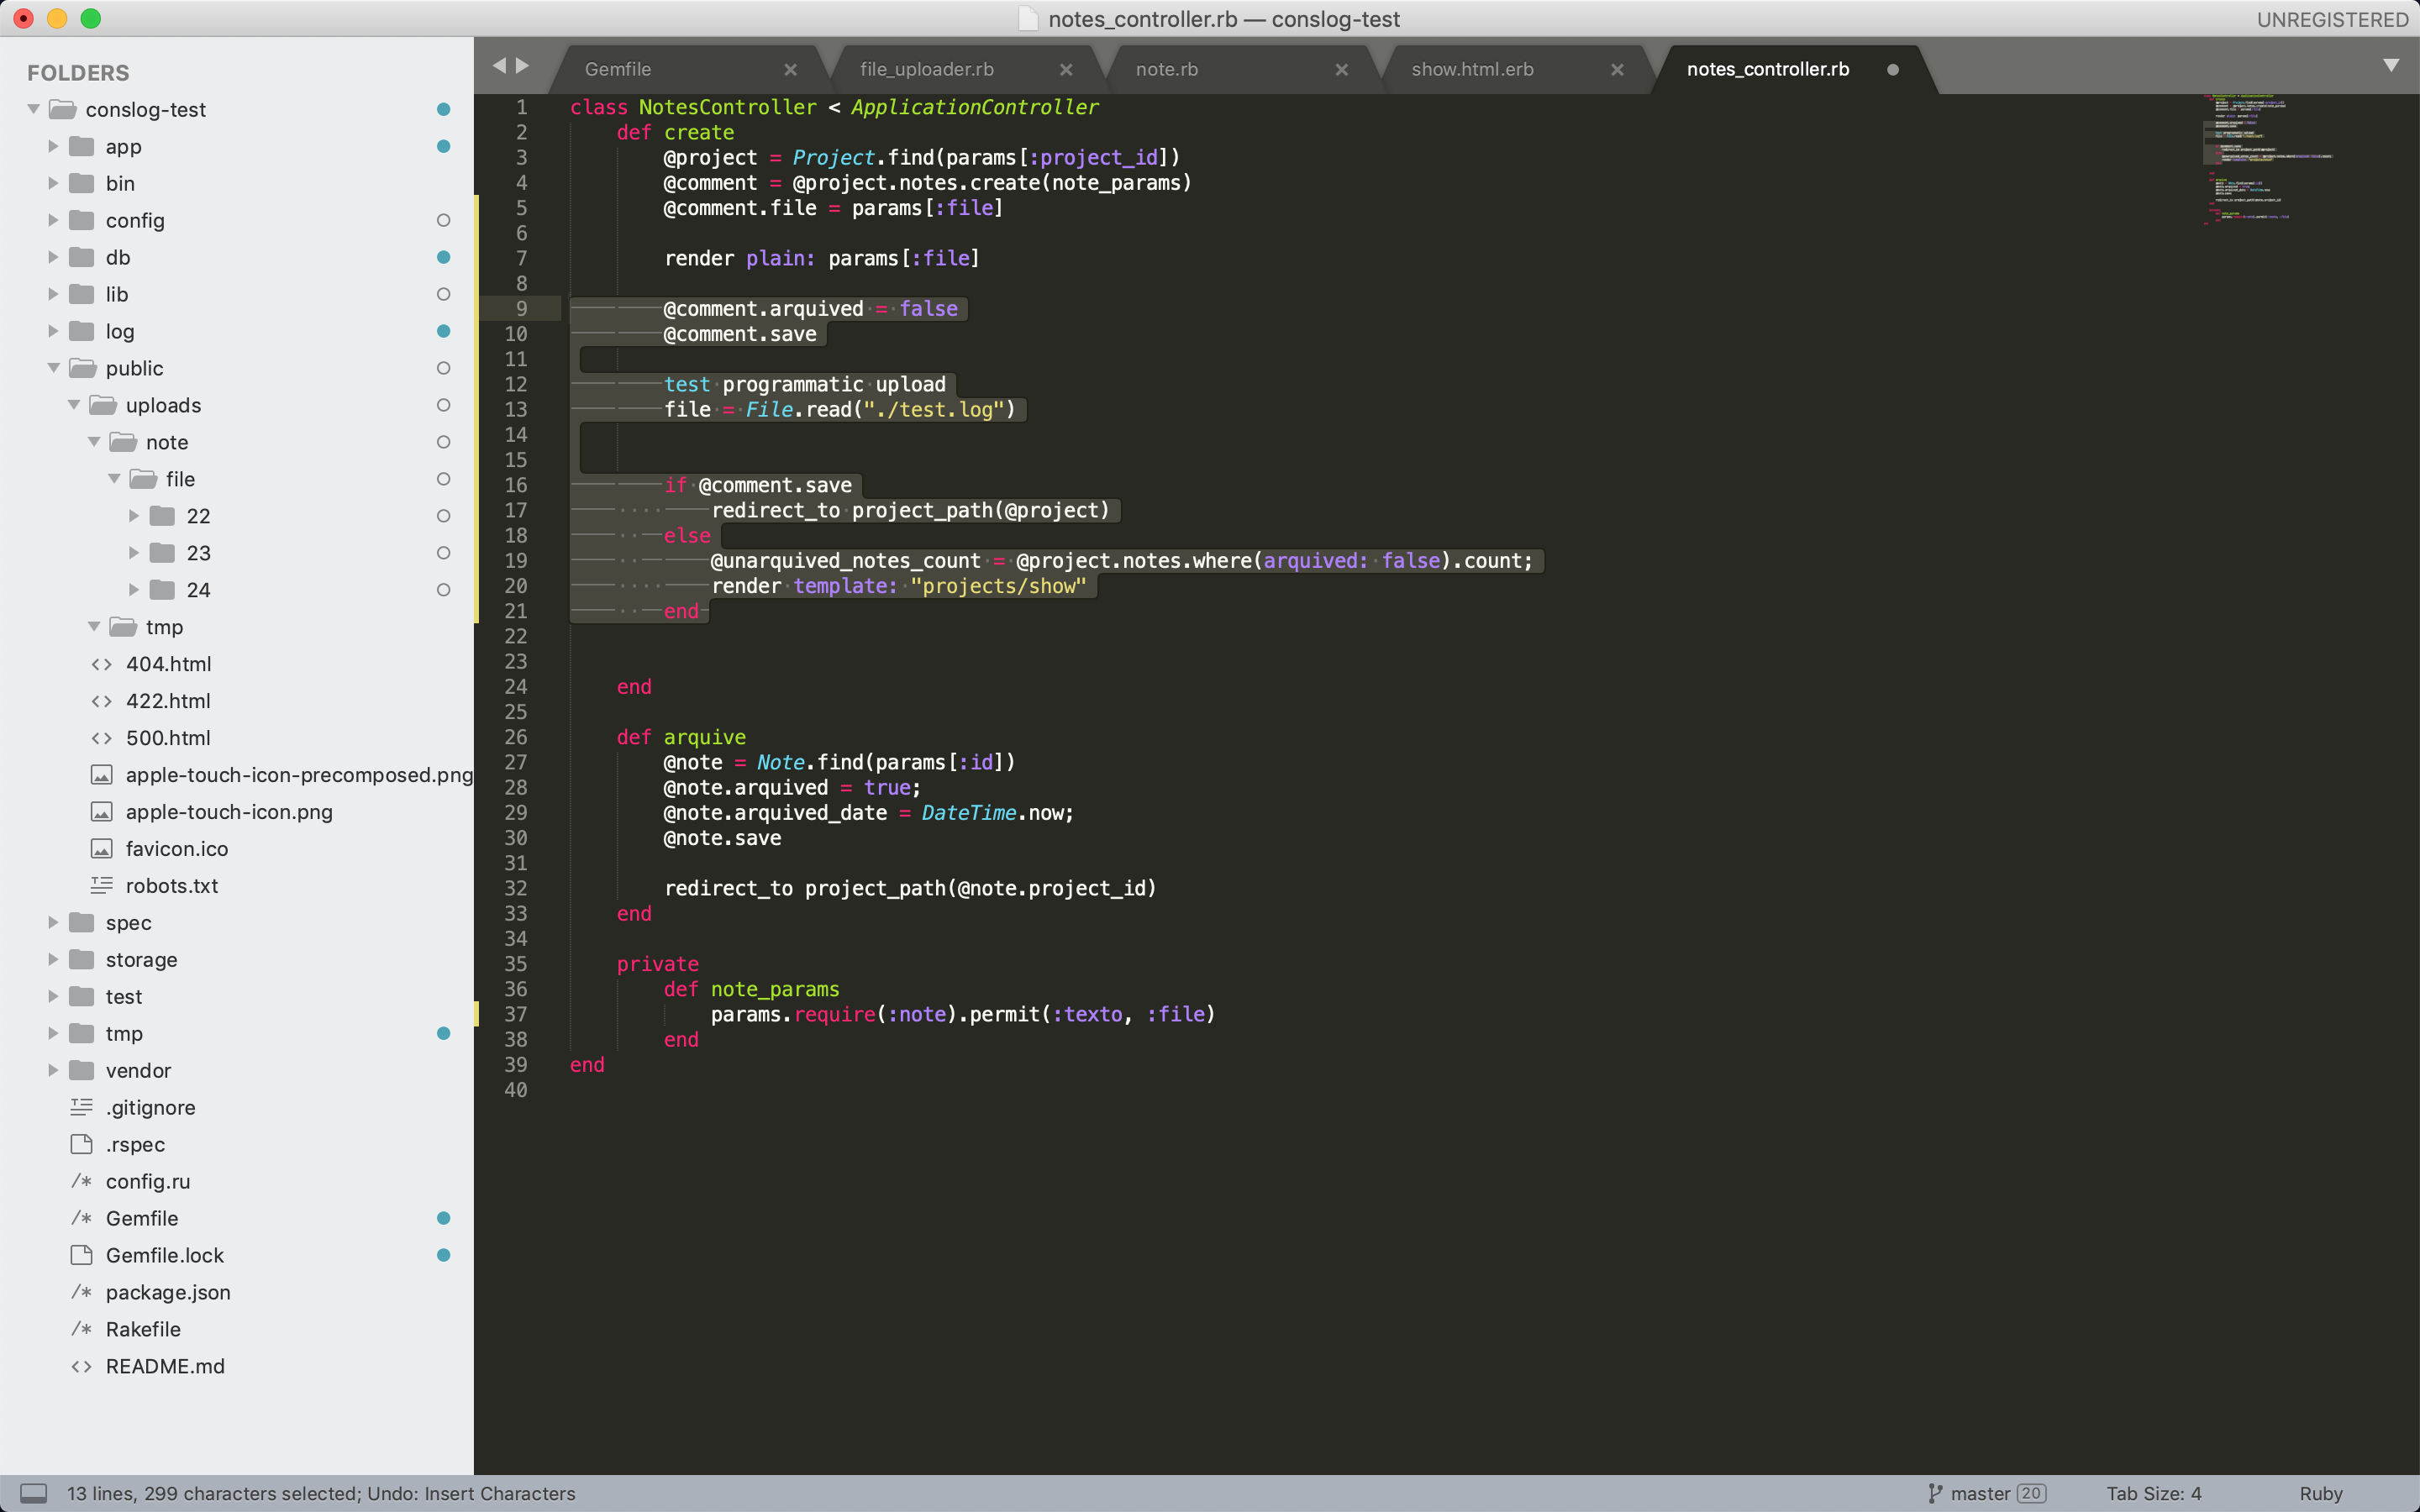 notes_controller.rb — conslog-test
UNREGISTERED
FOLDERS
conslog-test
app
bin
config
db
lib
log
public
uploads
note
file
22
23
24
tmp
404.html
422.html
500.html
apple-touch-icon-precomposed.png
apple-touch-icon.png
favicon.ico
robots.txt
spec
storage
test
tmp
vendor
.gitignore
.rspec
/* config.ru
/* Gemfile
Gemfile.lock
/* package.json
/* Rakefile
<> README.md
Gemfile
file_uploader.rb
note.rb
show.html.erb
notes_controller.rb
1 class NotesController < ApplicationController
2 def create
3 @project = Project.find(params[:project_id])
4 @comment = @project.notes.create(note_params)
5 @comment.file = params[:file]
6
7 render plain: params[:file]
8
9 @comment.arquived = false
10 @comment.save
11
12 test programmatic upload
13 file = File.read("./test.log")
14
15
16 if @comment.save
17 redirect_to project_path(@project)
18 else
19 @unarquived_notes_count = @project.notes.where(arquived: false).count;
20 render template: "projects/show"
21 end
22
23
24 end
25
26 def arquive
27 @note = Note.find(params[:id])
28 @note.arquived = true;
29 @note.arquived_date = DateTime.now;
30 @note.save
31
32 redirect_to project_path(@note.project_id)
33 end
34
35 private
36 def note_params
37 params.require(:note).permit(:texto, :file)
38 end
39 end
40
13 lines, 299 characters selected; Undo: Insert Characters
master 20
Tab Size: 4
Ruby